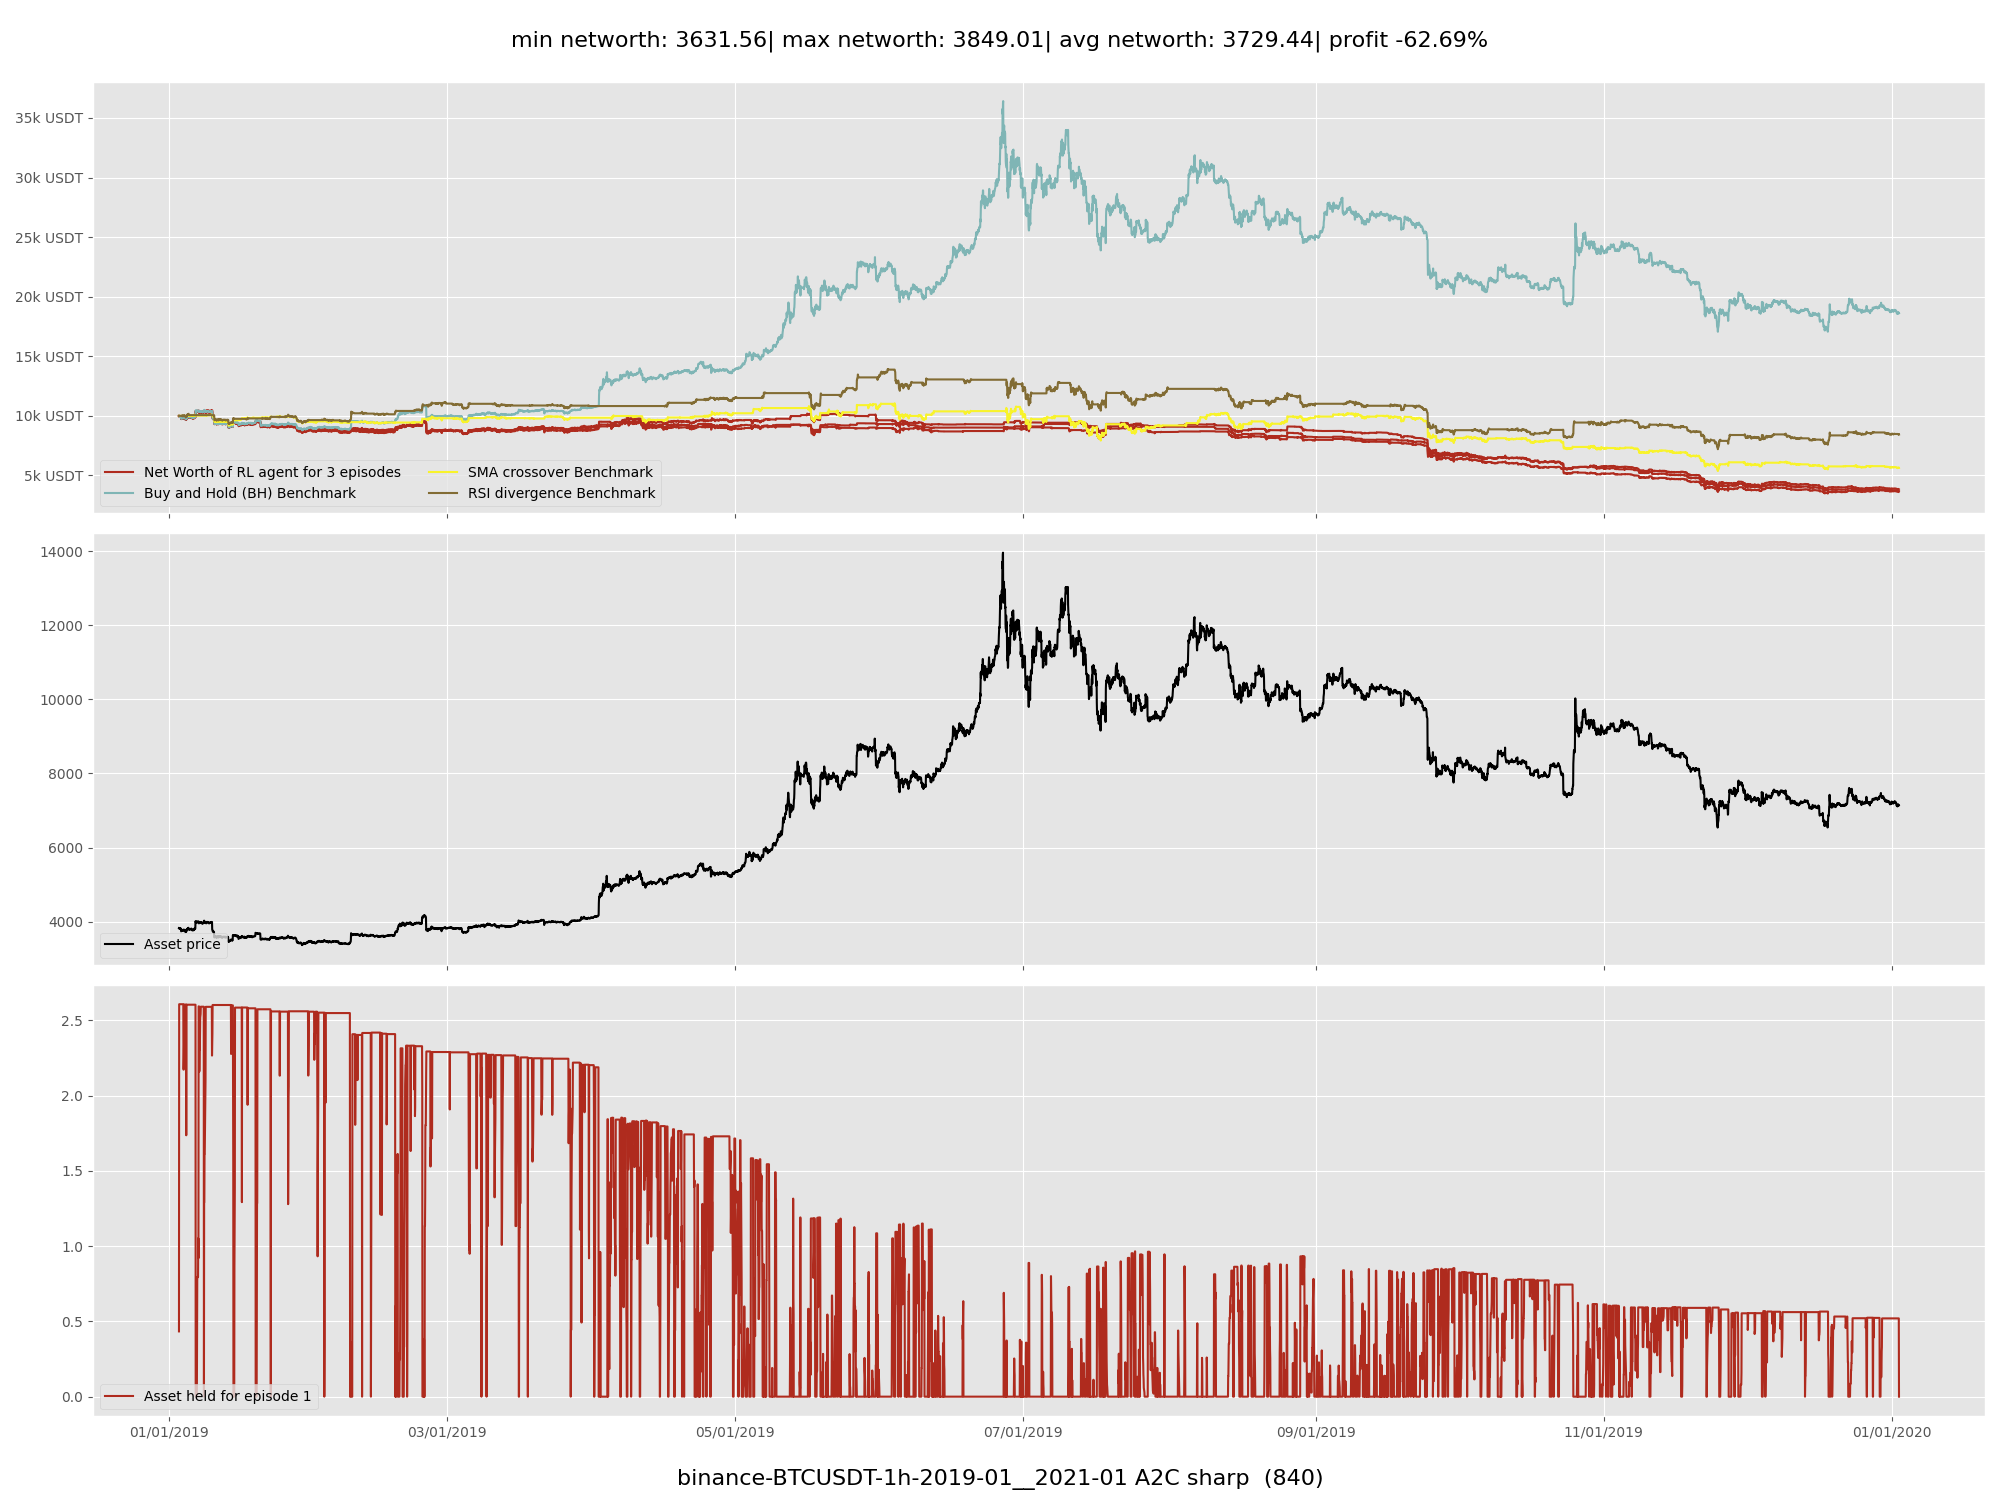 min networth: 3631.56| max networth: 3849.01| avg networth: 3729.44| profit -62.69%
35k USDT
30k USDT
25k USDT
20k USDT
15k USDT
10k USDT
5k USDT
Net Worth of RL agent for 3 episodes
Buy and Hold (BH) Benchmark
SMA crossover Benchmark
RSI divergence Benchmark
14000
12000
10000
8000
6000
4000
Asset price
2.5
2.0
1.5
1.0
0.5
0.0
Asset held for episode 1
01/01/2019 03/01/2019 05/01/2019 07/01/2019 09/01/2019 11/01/2019 01/01/2020
binance-BTCUSDT-1h-2019-01__2021-01 A2C sharp (840)